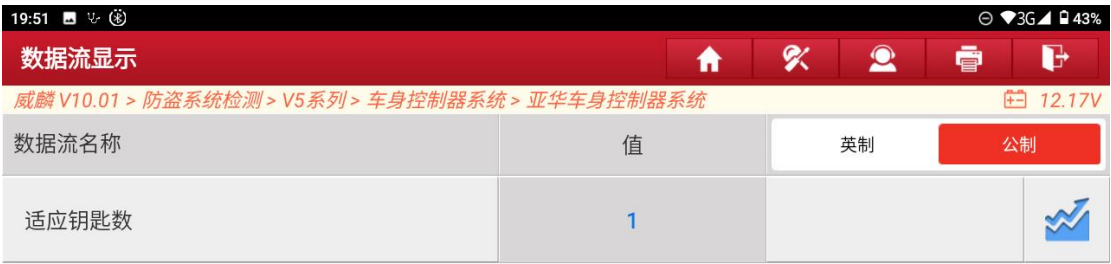 19:51 3G 43%
数据流显示
威麟 V10.01 > 防盗系统检测 > V5系列 > 车身控制器系统 > 亚华车身控制器系统 12.17V
数据流名称 值 英制 公制
适应钥匙数 1